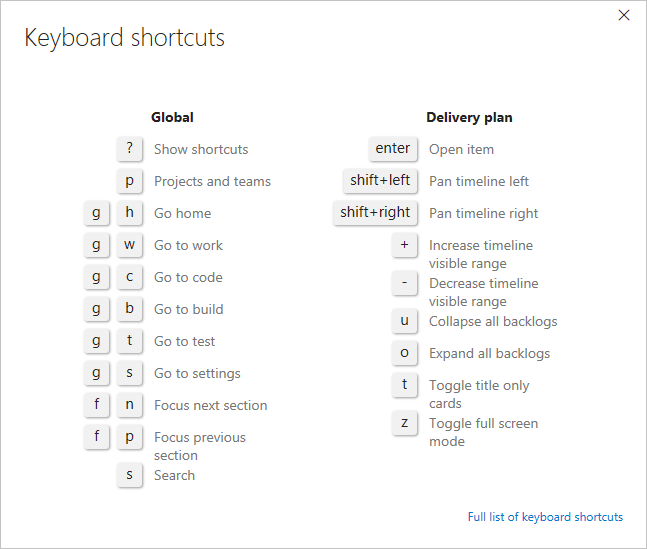 Keyboard shortcuts
Global
? Show shortcuts
p Projects and teams
g h Go home
g w Go to work
g c Go to code
g b Go to build
g t Go to test
g s Go to settings
f n Focus next section
f p Focus previous
section
s Search
Delivery plan
enter Open item
shift+left Pan timeline left
shift+right Pan timeline right
+ Increase timeline
visible range
- Decrease timeline
visible range
u Collapse all backlogs
o Expand all backlogs
t Toggle title only
cards
z Toggle full screen
mode
Full list of keyboard shortcuts